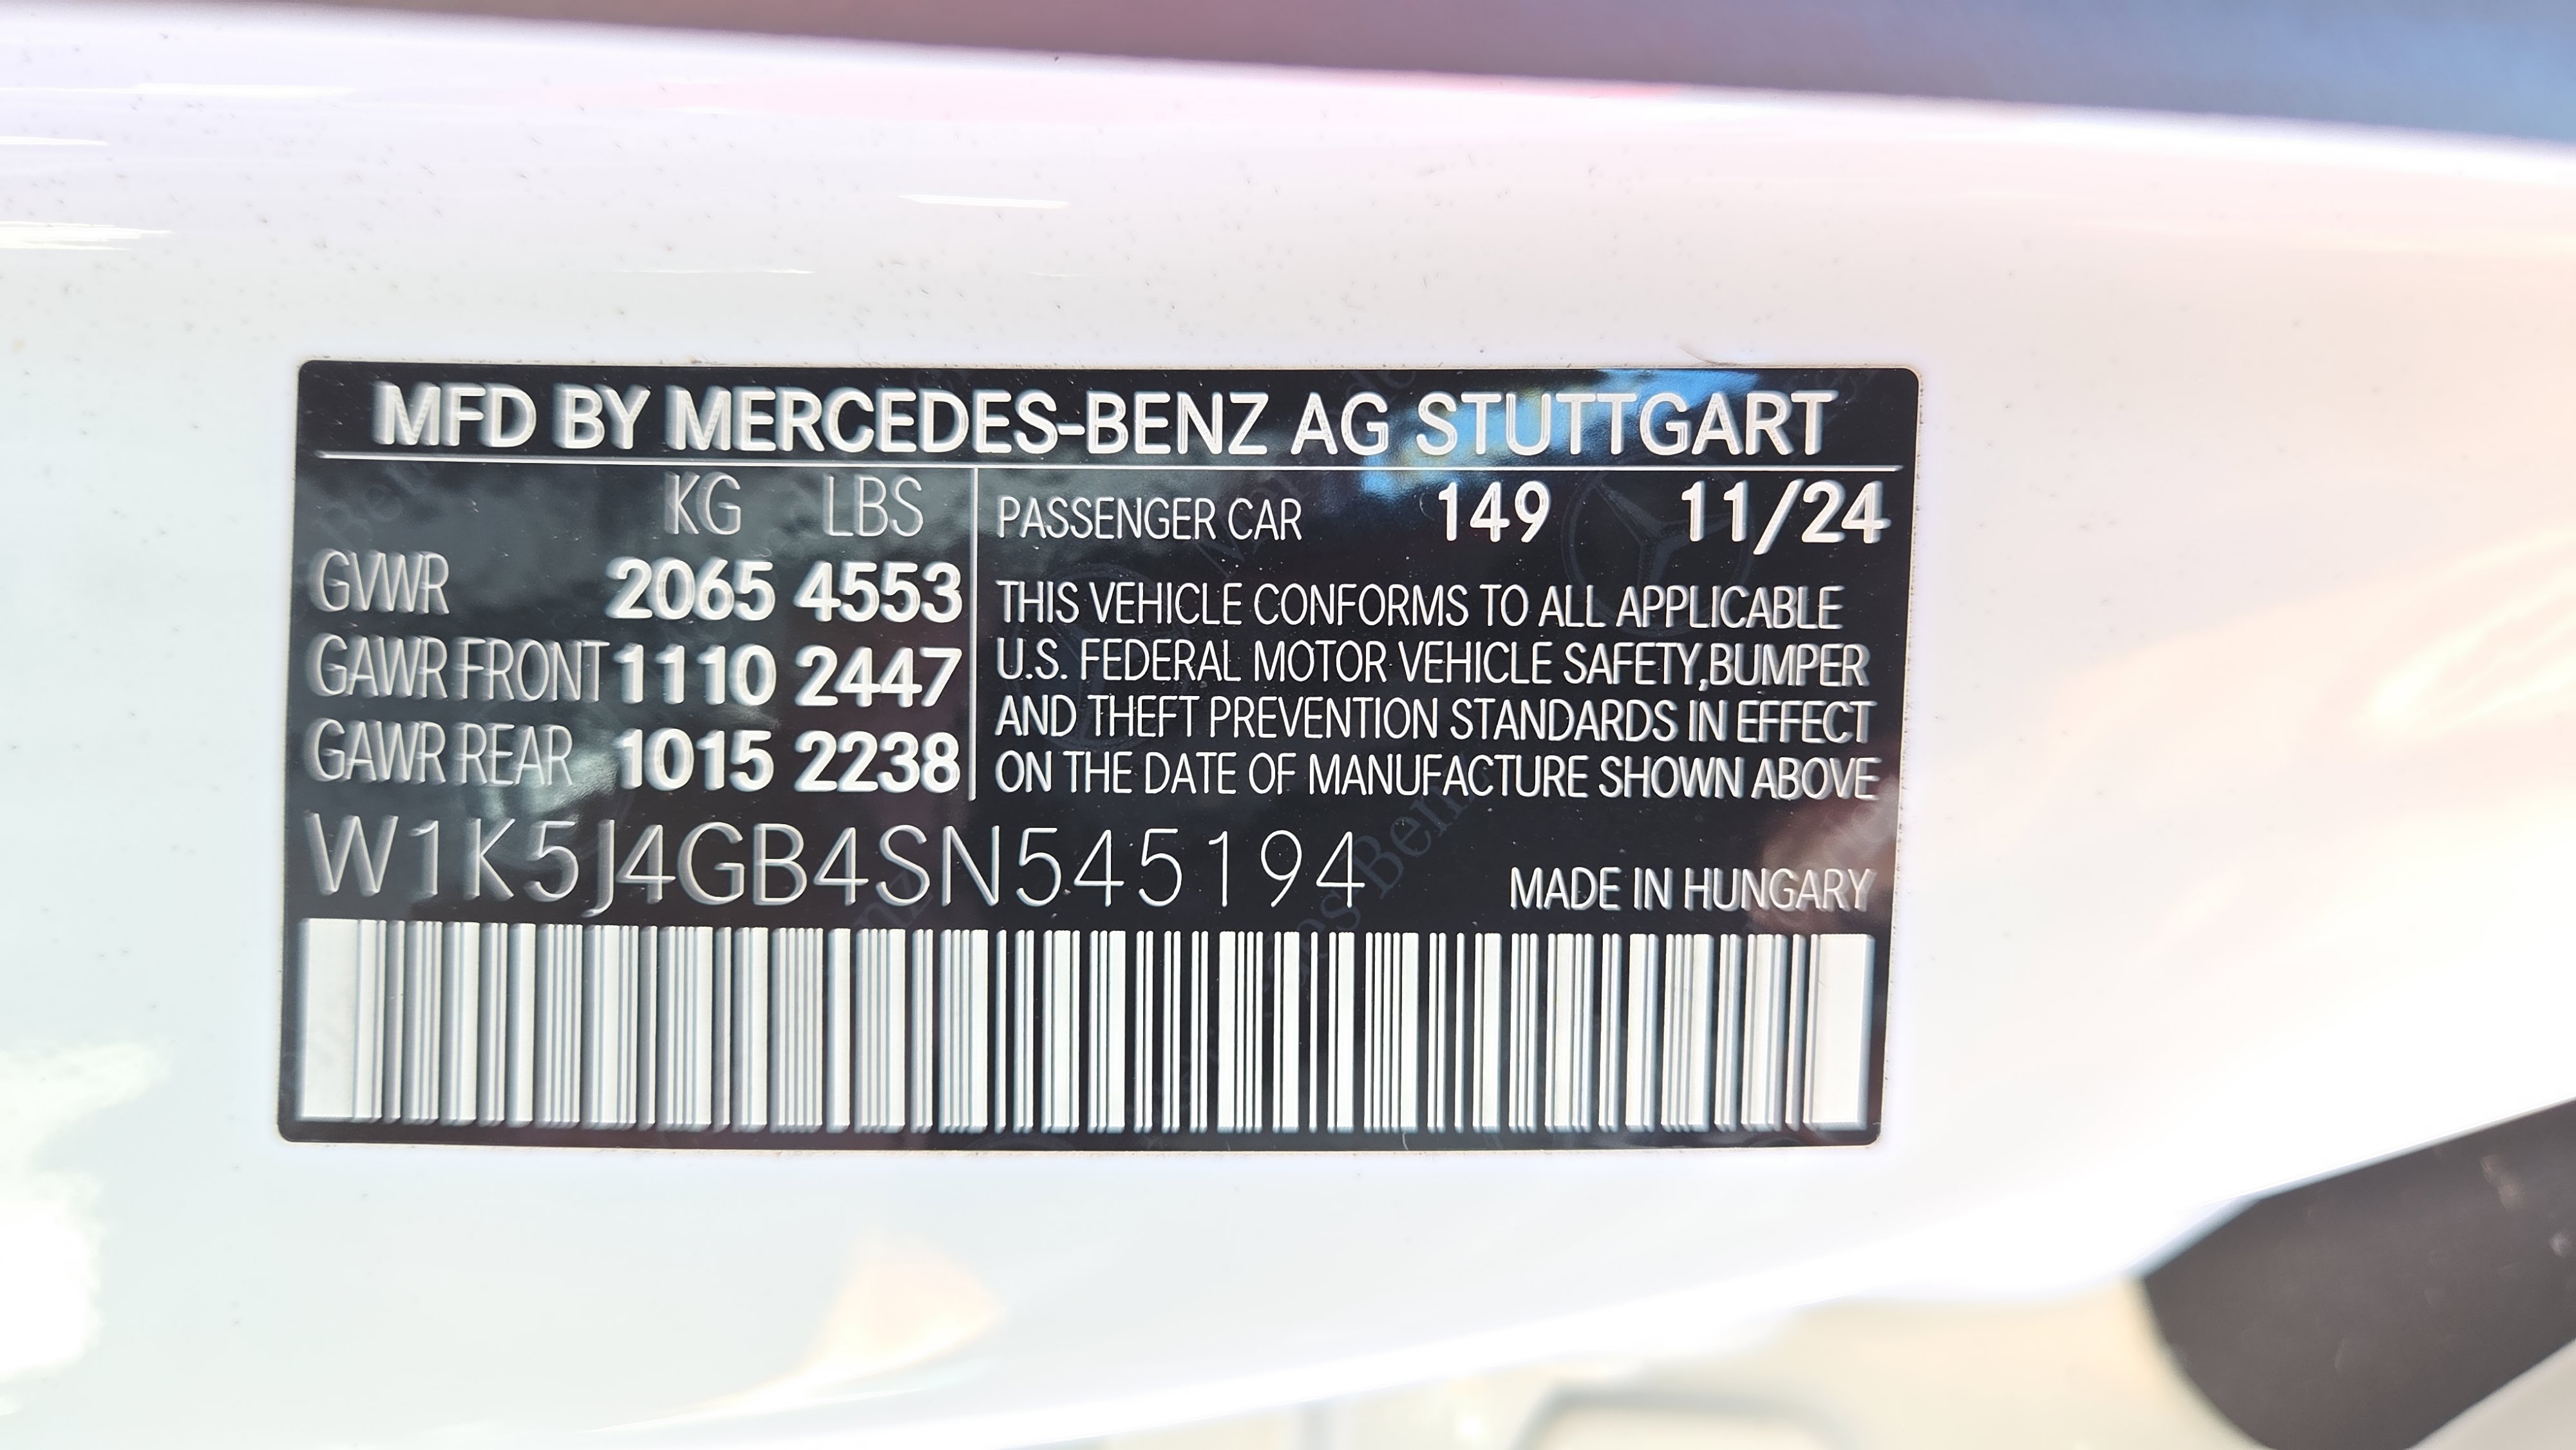 MFD BY MERCEDES-BENZ AG STUTTGART
KG LBS
GVWR 2065 4553
GAWR FRONT 1110 2447
GAWR REAR 1015 2238
PASSENGER CAR 149 11/24
THIS VEHICLE CONFORMS TO ALL APPLICABLE
U.S. FEDERAL MOTOR VEHICLE SAFETY,BUMPER
AND THEFT PREVENTION STANDARDS IN EFFECT
ON THE DATE OF MANUFACTURE SHOWN ABOVE
W1K5J4GB4SN545194
MADE IN HUNGARY